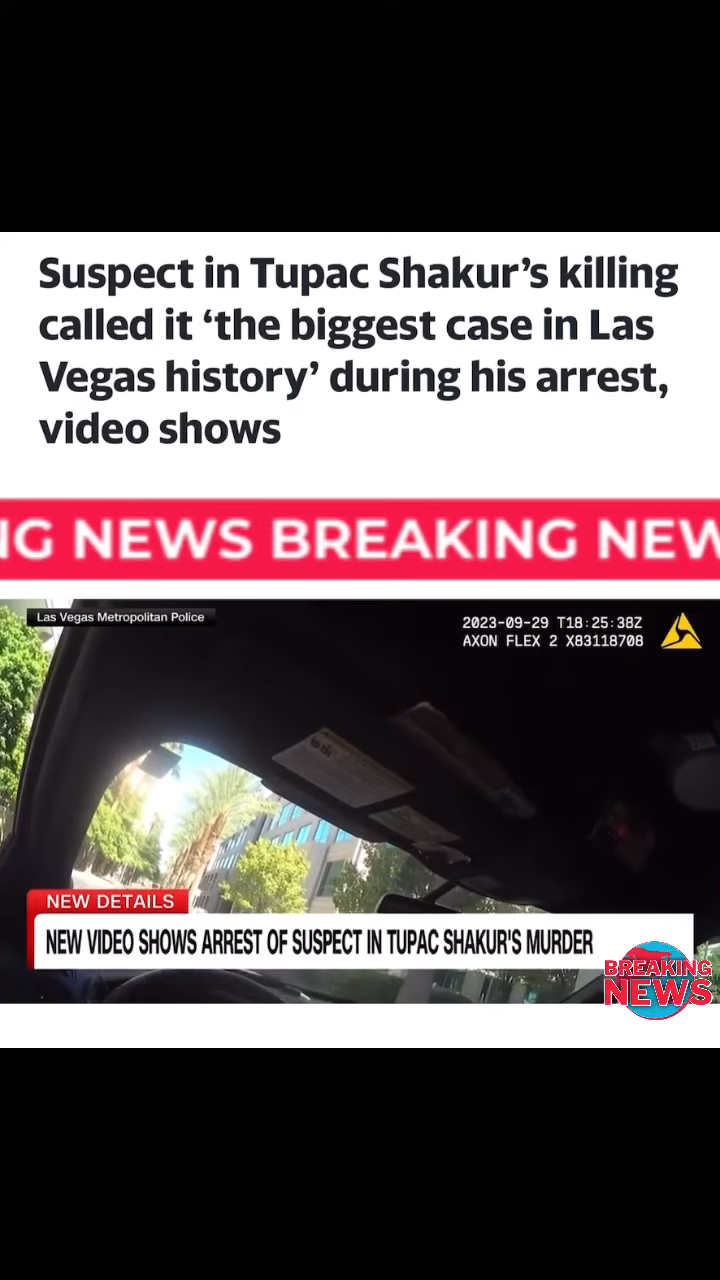 Suspect in Tupac Shakur’s killing
called it ‘the biggest case in Las
Vegas history’ during his arrest,
video shows
NG NEWS BREAKING NEW
Las Vegas Metropolitan Police
2023-09-29 T18:25:38Z
AXON FLEX 2 X83118708
NEW DETAILS
NEW VIDEO SHOWS ARREST OF SUSPECT IN TUPAC SHAKUR'S MURDER
BREAKING
NEWS